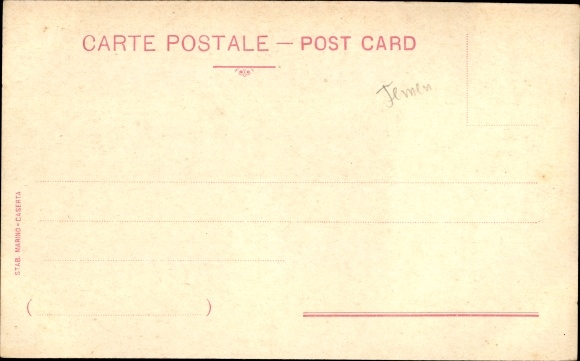 CARTE POSTALE — POST CARD
Jemen
STAB. MARINO - CASERTA
(                )